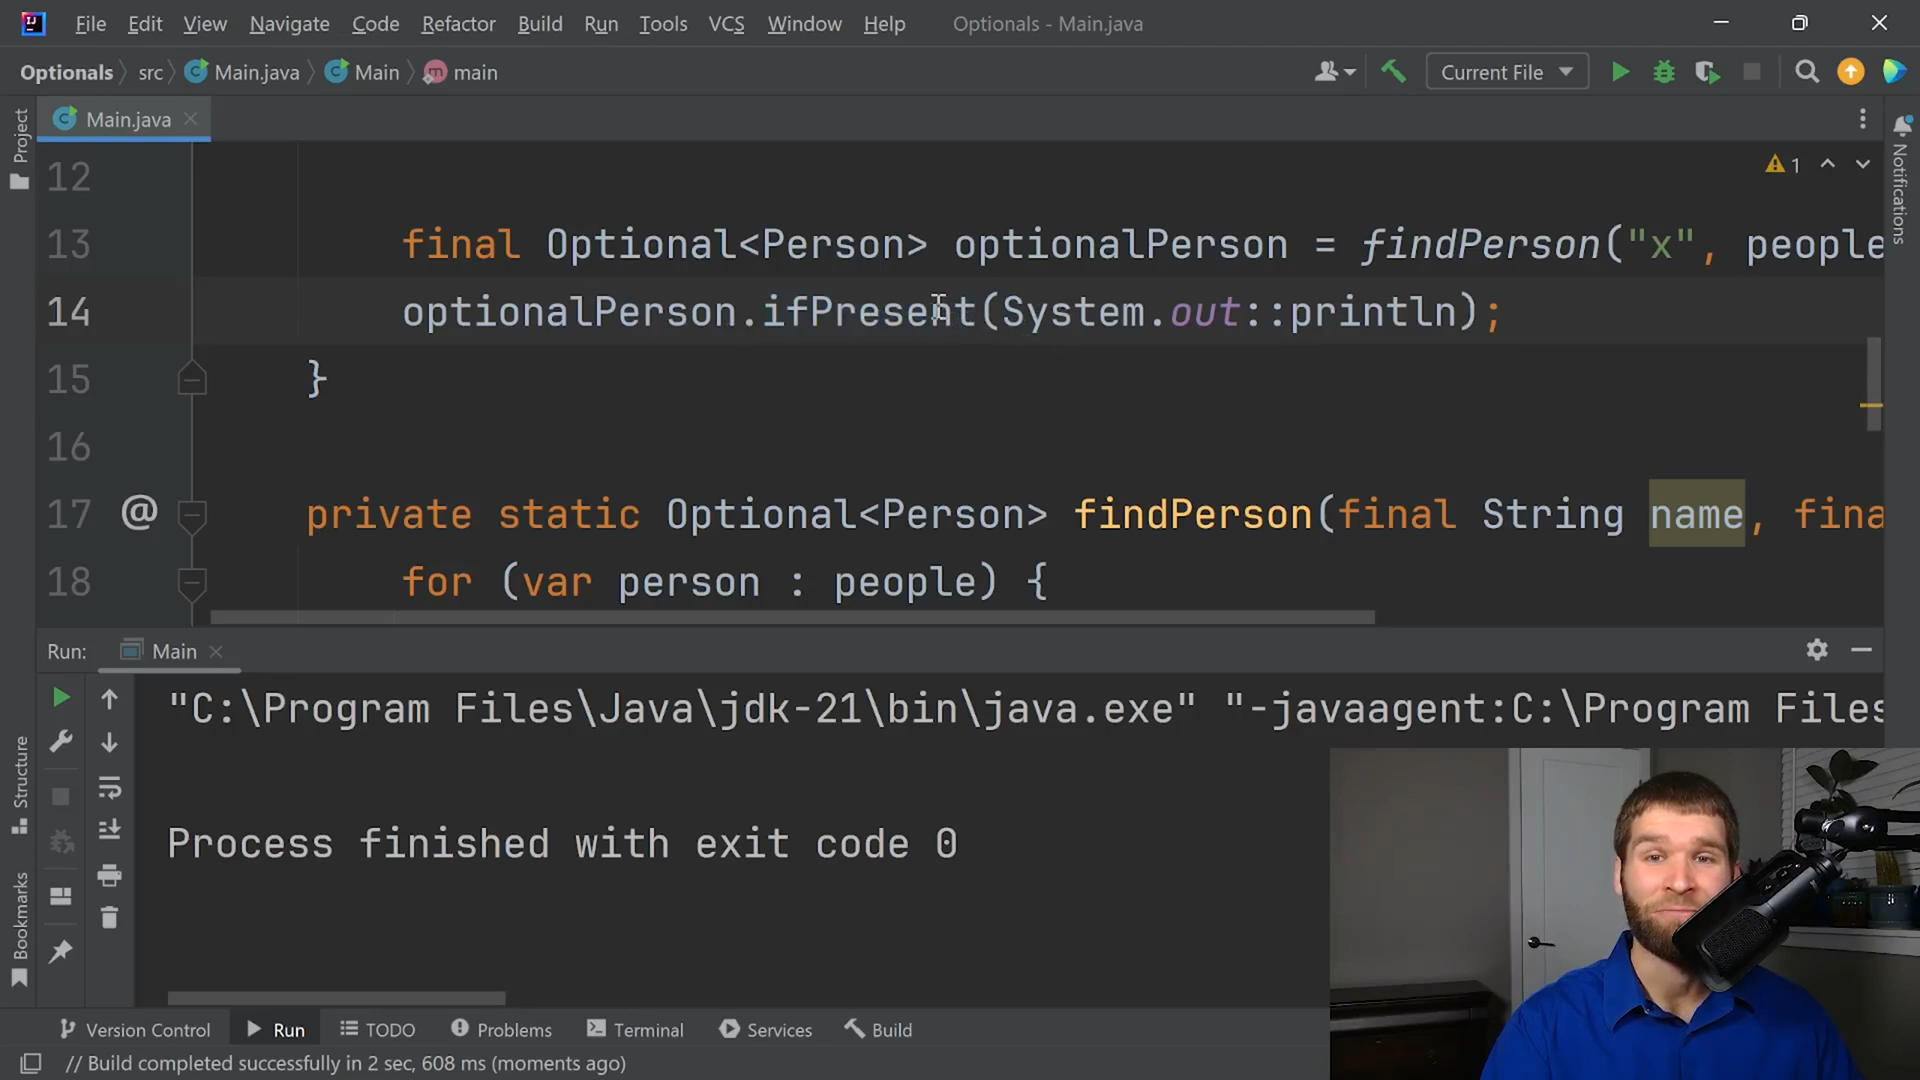 File Edit View Navigate Code Refactor Build Run Tools VCS Window Help Optionals - Main.java
Optionals src Main.java Main main Current File
Project
Main.java
Notifications
1
12
13 final Optional<Person> optionalPerson = findPerson("x", people
14 optionalPerson.ifPresent(System.out::println);
15 }
16
17 @ private static Optional<Person> findPerson(final String name, fina
18 for (var person : people) {
Run: Main
"C:\Program Files\Java\jdk-21\bin\java.exe" "-javaagent:C:\Program Files
Process finished with exit code 0
Structure
Bookmarks
Version Control Run TODO Problems Terminal Services Build
// Build completed successfully in 2 sec, 608 ms (moments ago)